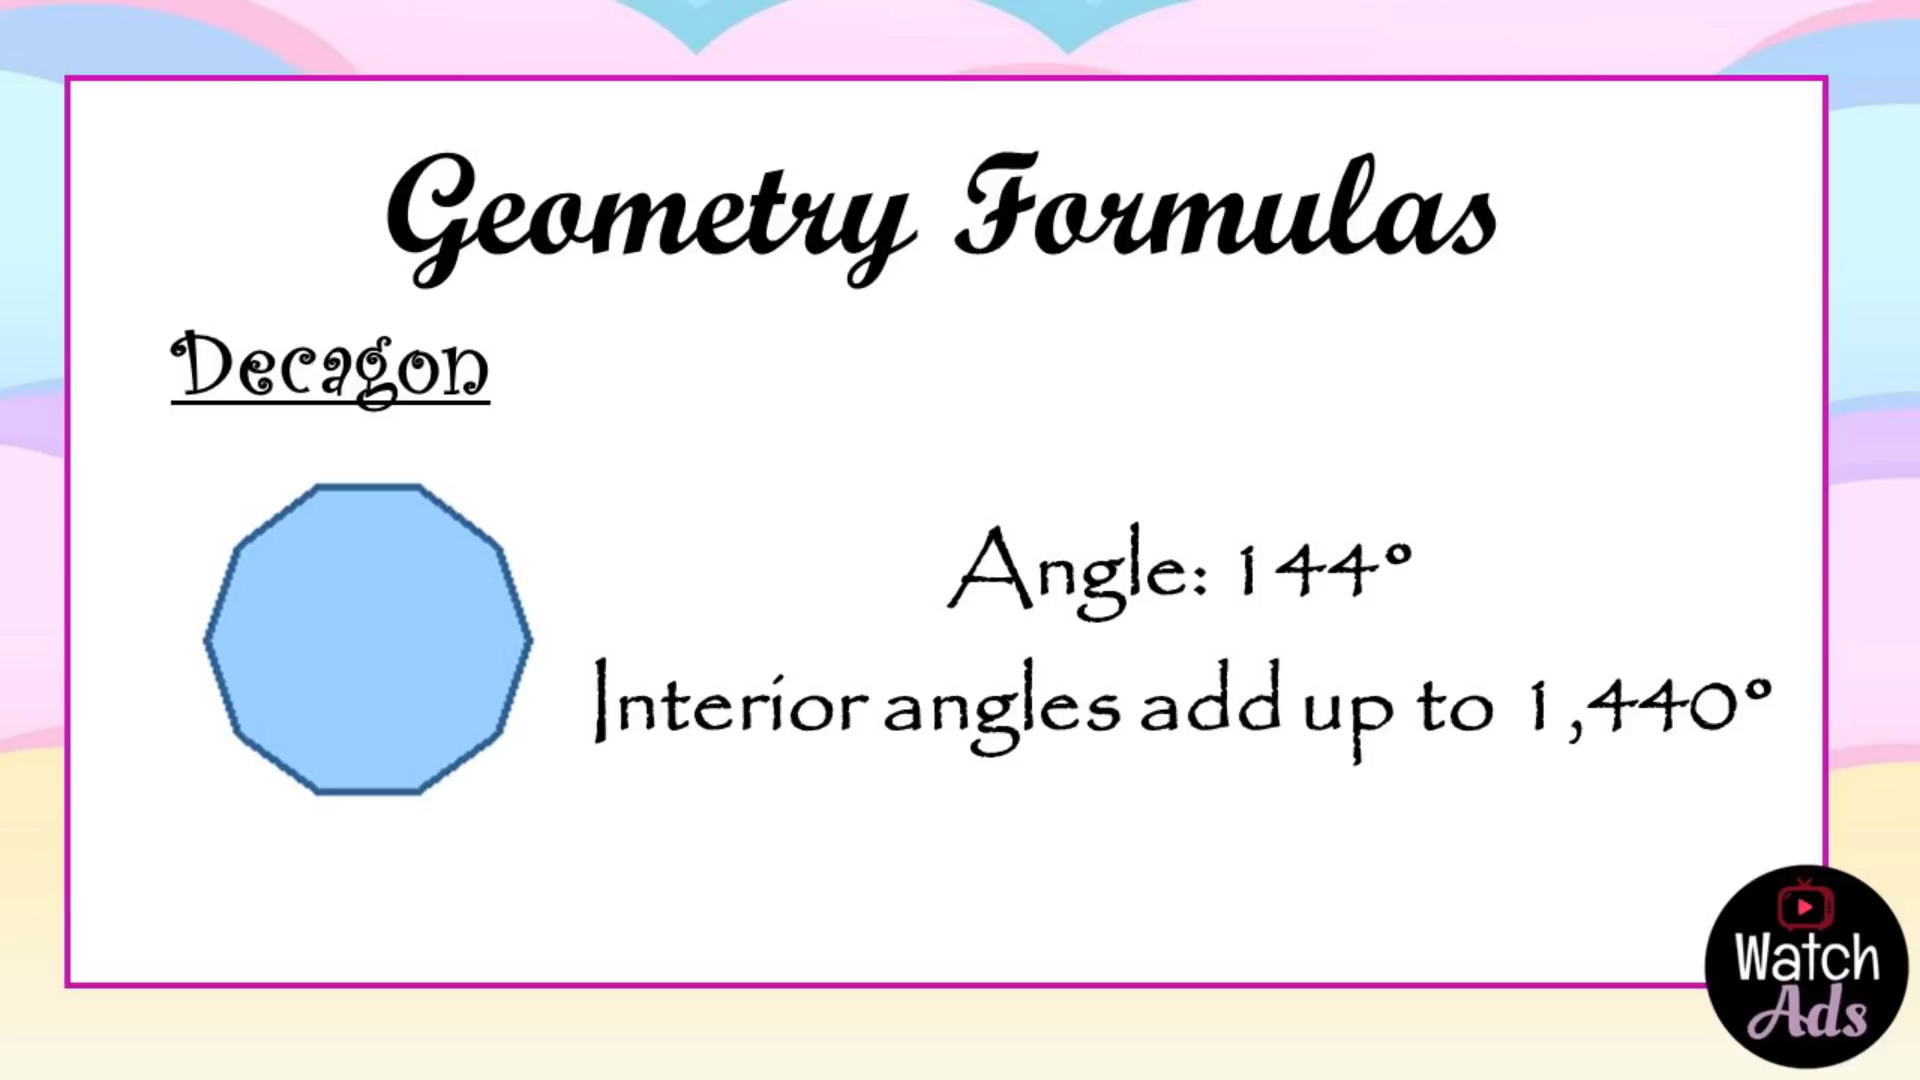 Geometry Formulas
Decagon
Angle: 144°
Interior angles add up to 1,440°
Watch
Ads